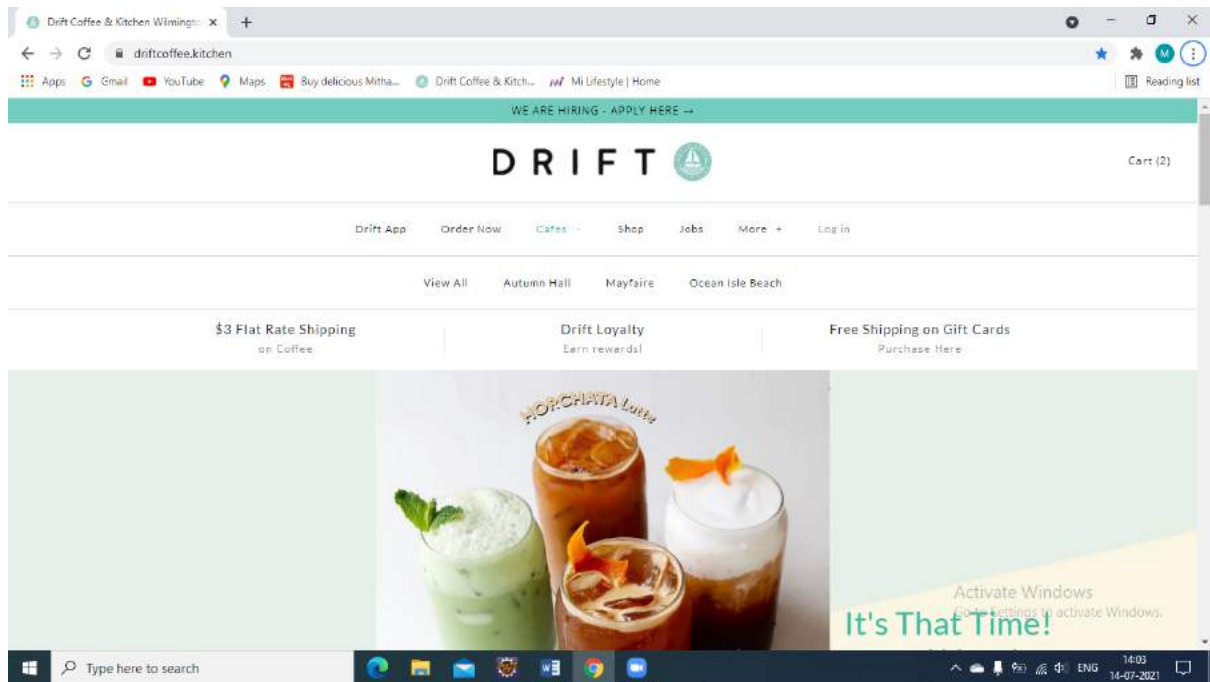 Drift Coffee & Kitchen Wilmingto
driftcoffee.kitchen
M
Apps Gmail YouTube Maps Buy delicious Mitha... Drift Coffee & Kitch... Mi Lifestyle | Home Reading list
WE ARE HIRING - APPLY HERE →
DRIFT
Cart (2)
Drift App Order Now Cafes - Shop Jobs More + Log in
View All Autumn Hall Mayfaire Ocean Isle Beach
$3 Flat Rate Shipping Drift Loyalty Free Shipping on Gift Cards
on Coffee Earn rewards! Purchase Here
HORCHATA Latte
Activate Windows
Go to Settings to activate Windows.
It's That Time!
Type here to search
ENG
14:03
14-07-2021